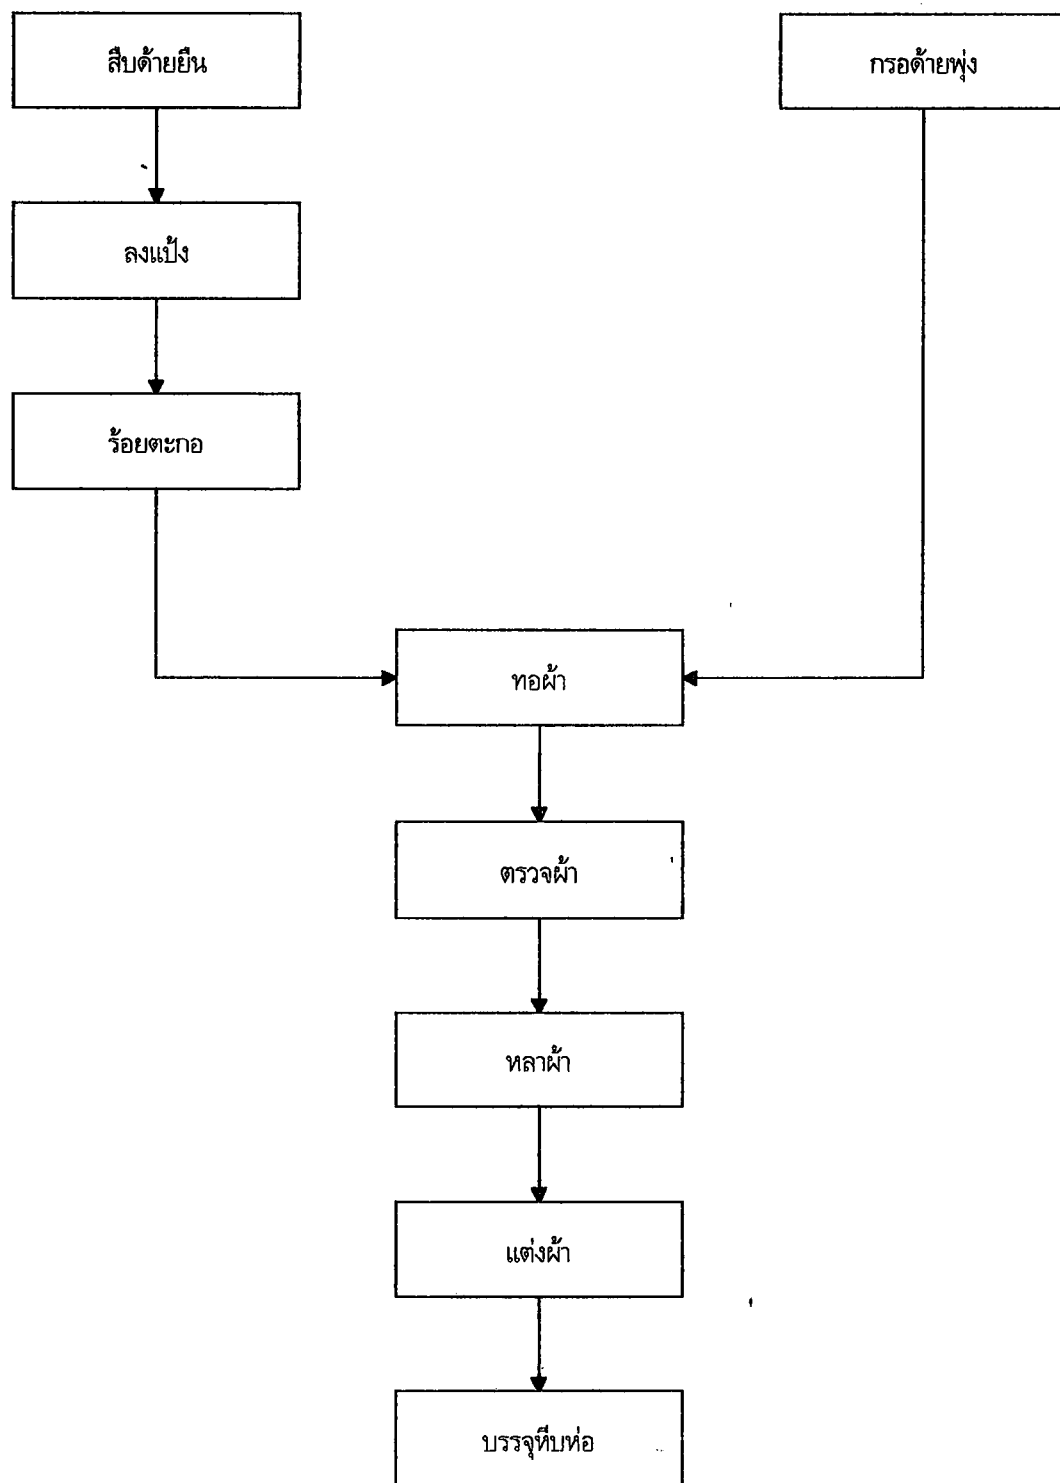 สืบด้ายยืน
กรอด้ายพุ่ง
ลงแป้ง
ร้อยตะกอ
ทอผ้า
ตรวจผ้า
หลาผ้า
แต่งผ้า
บรรจุหีบห่อ